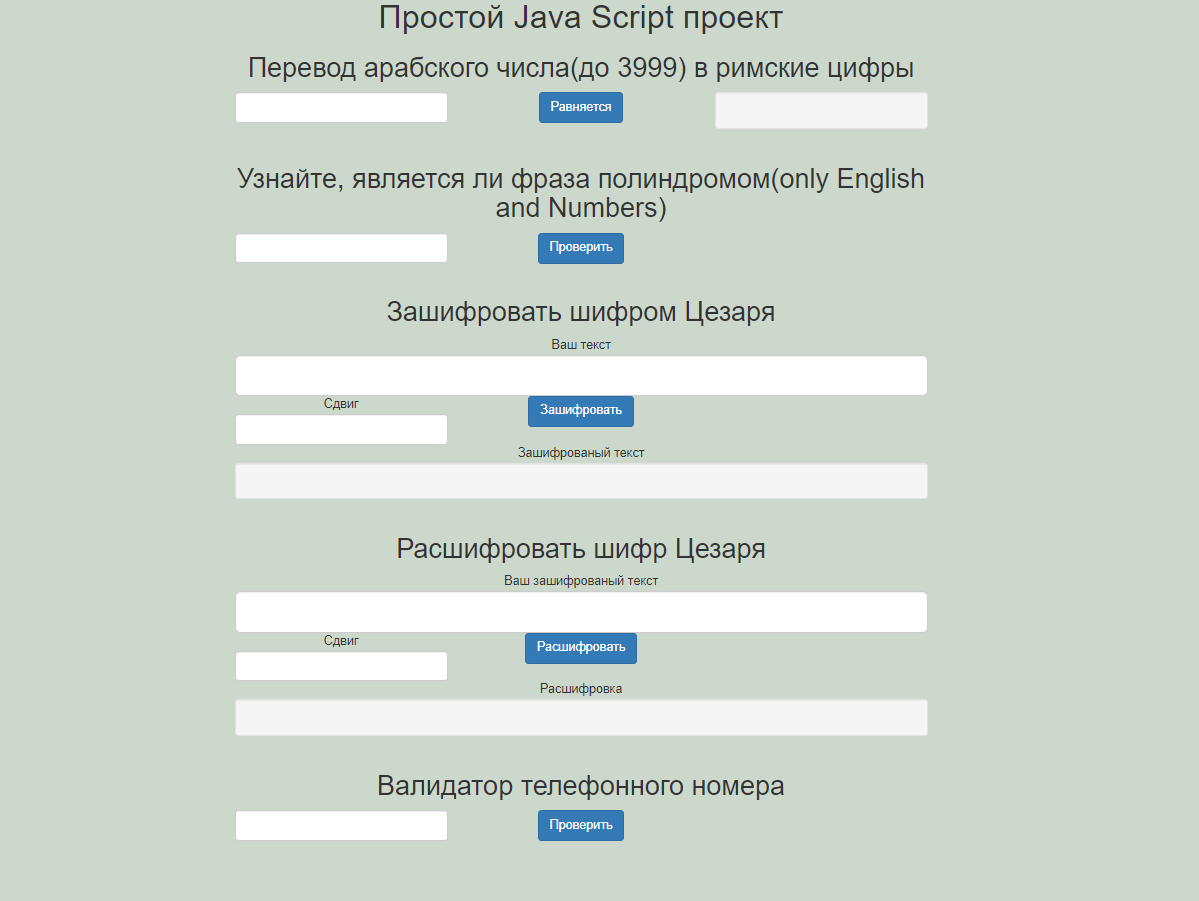 Простой Java Script проект
Перевод арабского числа(до 3999) в римские цифры
Равняется
Узнайте, является ли фраза полиндромом(only English
and Numbers)
Проверить
Зашифровать шифром Цезаря
Ваш текст
Сдвиг
Зашифровать
Зашифрованый текст
Расшифровать шифр Цезаря
Ваш зашифрованый текст
Сдвиг
Расшифровать
Расшифровка
Валидатор телефонного номера
Проверить